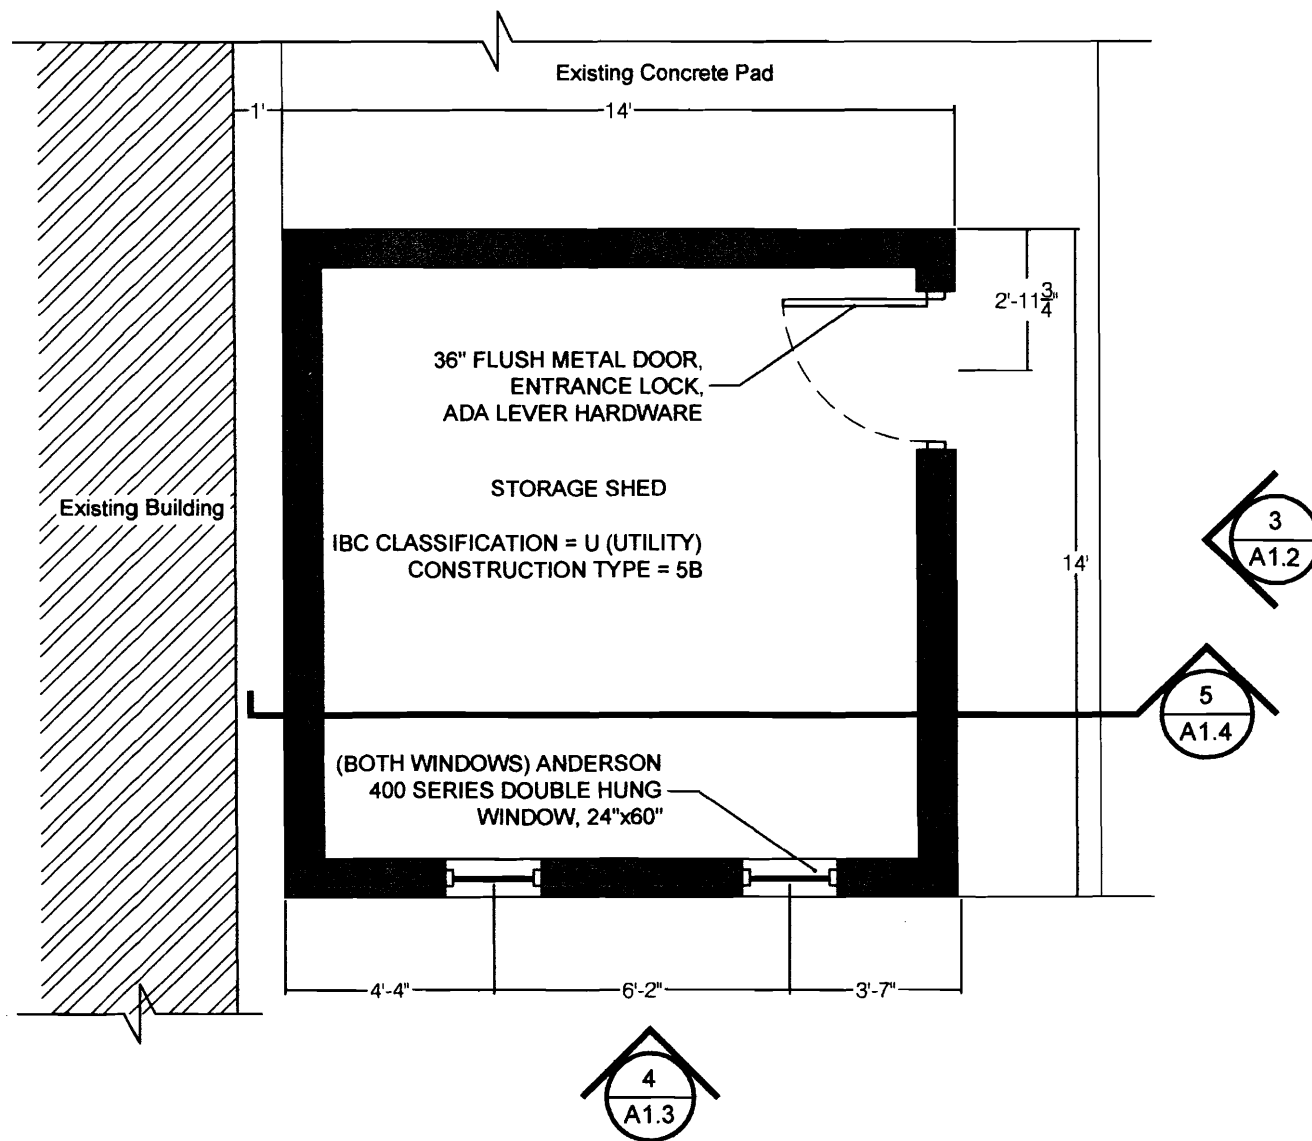 Existing Concrete Pad
1'
14'
2'-11 3/4"
36" FLUSH METAL DOOR,
ENTRANCE LOCK,
ADA LEVER HARDWARE
STORAGE SHED
Existing Building
IBC CLASSIFICATION = U (UTILITY)
CONSTRUCTION TYPE = 5B
14'
3
A1.2
5
A1.4
(BOTH WINDOWS) ANDERSON
400 SERIES DOUBLE HUNG
WINDOW, 24"x60"
4'-4"
6'-2"
3'-7"
4
A1.3